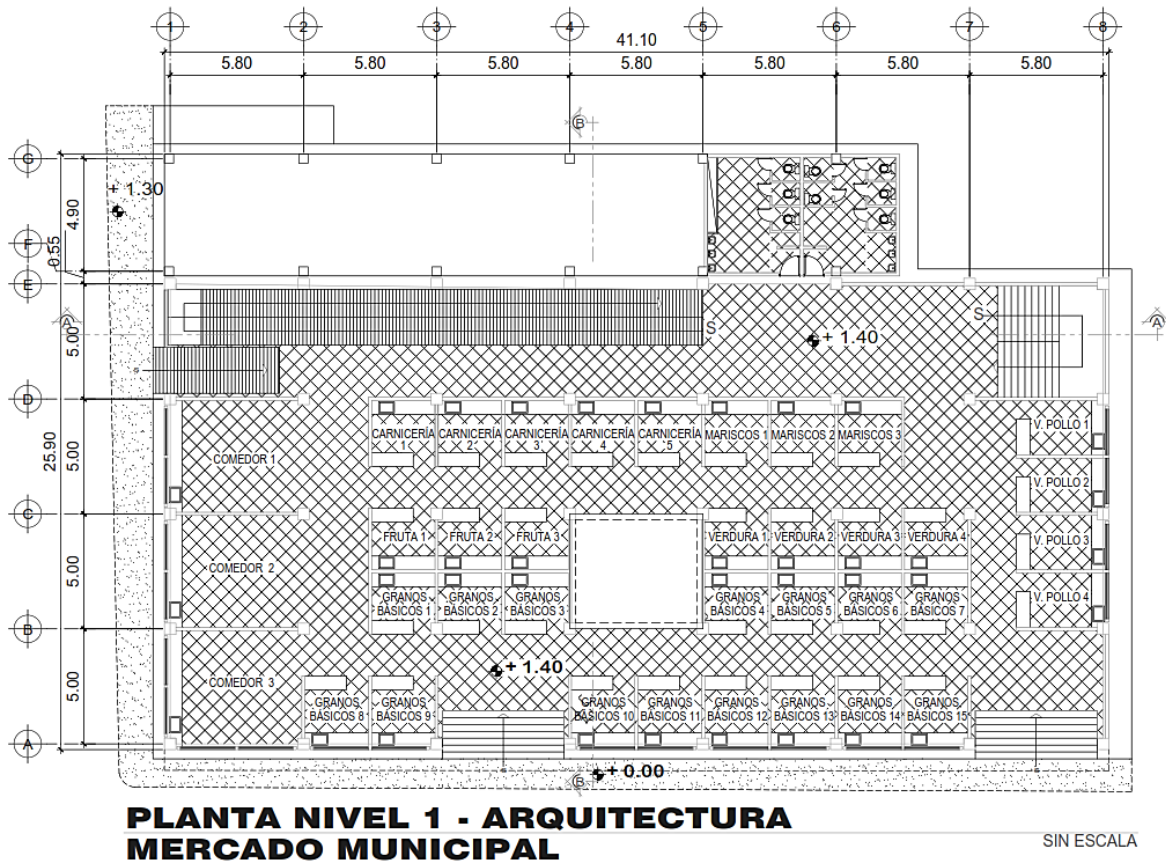 1 2 3 4 5 6 7 8
41.10
5.80 5.80 5.80 5.80 5.80 5.80 5.80
B
G
+ 1.30
4.90
F
0.55
E
A S S A
5.00 + 1.40
S
D
CARNICERÍA 1 CARNICERÍA 2 CARNICERÍA 3 CARNICERÍA 4 CARNICERÍA 5 MARISCOS 1 MARISCOS 2 MARISCOS 3 V. POLLO 1
25.90 5.00 COMEDOR 1
V. POLLO 2
C
FRUTA 1 FRUTA 2 FRUTA 3 VERDURA 1 VERDURA 2 VERDURA 3 VERDURA 4 V. POLLO 3
5.00 COMEDOR 2
GRANOS BÁSICOS 1 GRANOS BÁSICOS 2 GRANOS BÁSICOS 3 GRANOS BÁSICOS 4 GRANOS BÁSICOS 5 GRANOS BÁSICOS 6 GRANOS BÁSICOS 7 V. POLLO 4
B
+ 1.40
5.00 COMEDOR 3
GRANOS BÁSICOS 8 GRANOS BÁSICOS 9 GRANOS BÁSICOS 10 GRANOS BÁSICOS 11 GRANOS BÁSICOS 12 GRANOS BÁSICOS 13 GRANOS BÁSICOS 14 GRANOS BÁSICOS 15
A
B + 0.00
PLANTA NIVEL 1 - ARQUITECTURA
MERCADO MUNICIPAL
SIN ESCALA